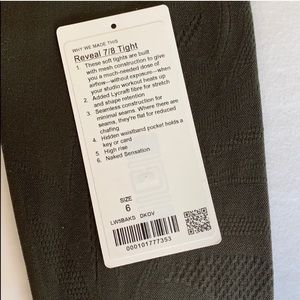 WHY WE MADE THIS
Reveal 7/8 Tight
1 These soft tights are built
with mesh construction to give
you a much-needed dose of
airflow—without exposure—when
your studio workout heats up
2 Added Lycra® fibre for stretch
and shape retention
3 Seamless construction for
minimal seams. Where there are
seams, they're flat for reduced
chafing
4 Hidden waistband pocket holds a
key or card
5 High rise
6 Naked Sensation
SIZE
6
LW5BAKS DKOV
000101777353